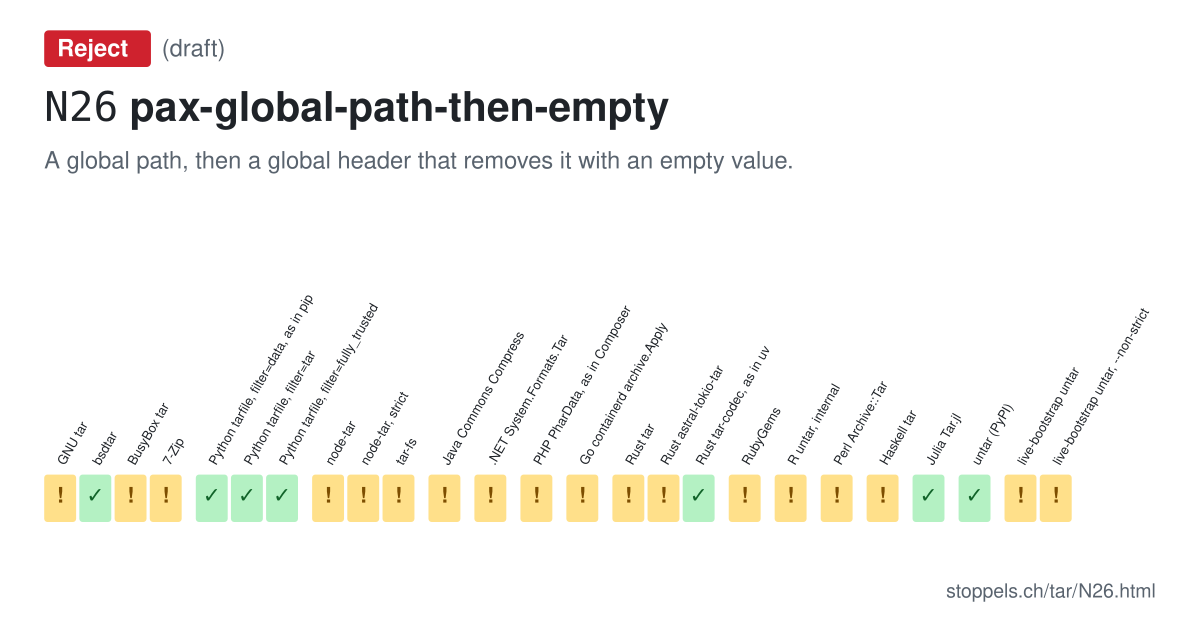 Reject (draft)
N26 pax-global-path-then-empty
A global path, then a global header that removes it with an empty value.
GNU tar
bsdtar
BusyBox tar
7-Zip
Python tarfile, filter=data, as in pip
Python tarfile, filter=tar
Python tarfile, filter=fully_trusted
node-tar
node-tar, strict
tar-fs
Java Commons Compress
.NET System.Formats.Tar
PHP PharData, as in Composer
Go containerd archive.Apply
Rust tar
Rust astral-tokio-tar
Rust tar-codec, as in uv
RubyGems
R untar, internal
Perl Archive::Tar
Haskell tar
Julia Tar.jl
untar (PyPI)
live-bootstrap untar
live-bootstrap untar, --non-strict
! ✓ ! ! ✓ ✓ ✓ ! ! ! ! ! ! ! ! ! ✓ ! ! ! ! ✓ ✓ ! !
stoppels.ch/tar/N26.html